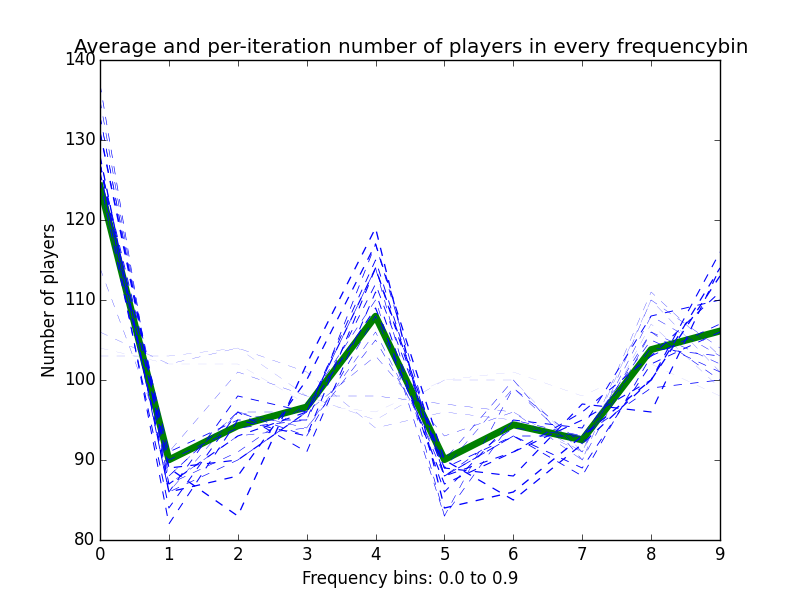 Average and per-iteration number of players in every frequencybin
140
130
120
110
100
90
80
Number of players
0 1 2 3 4 5 6 7 8 9
Frequency bins: 0.0 to 0.9